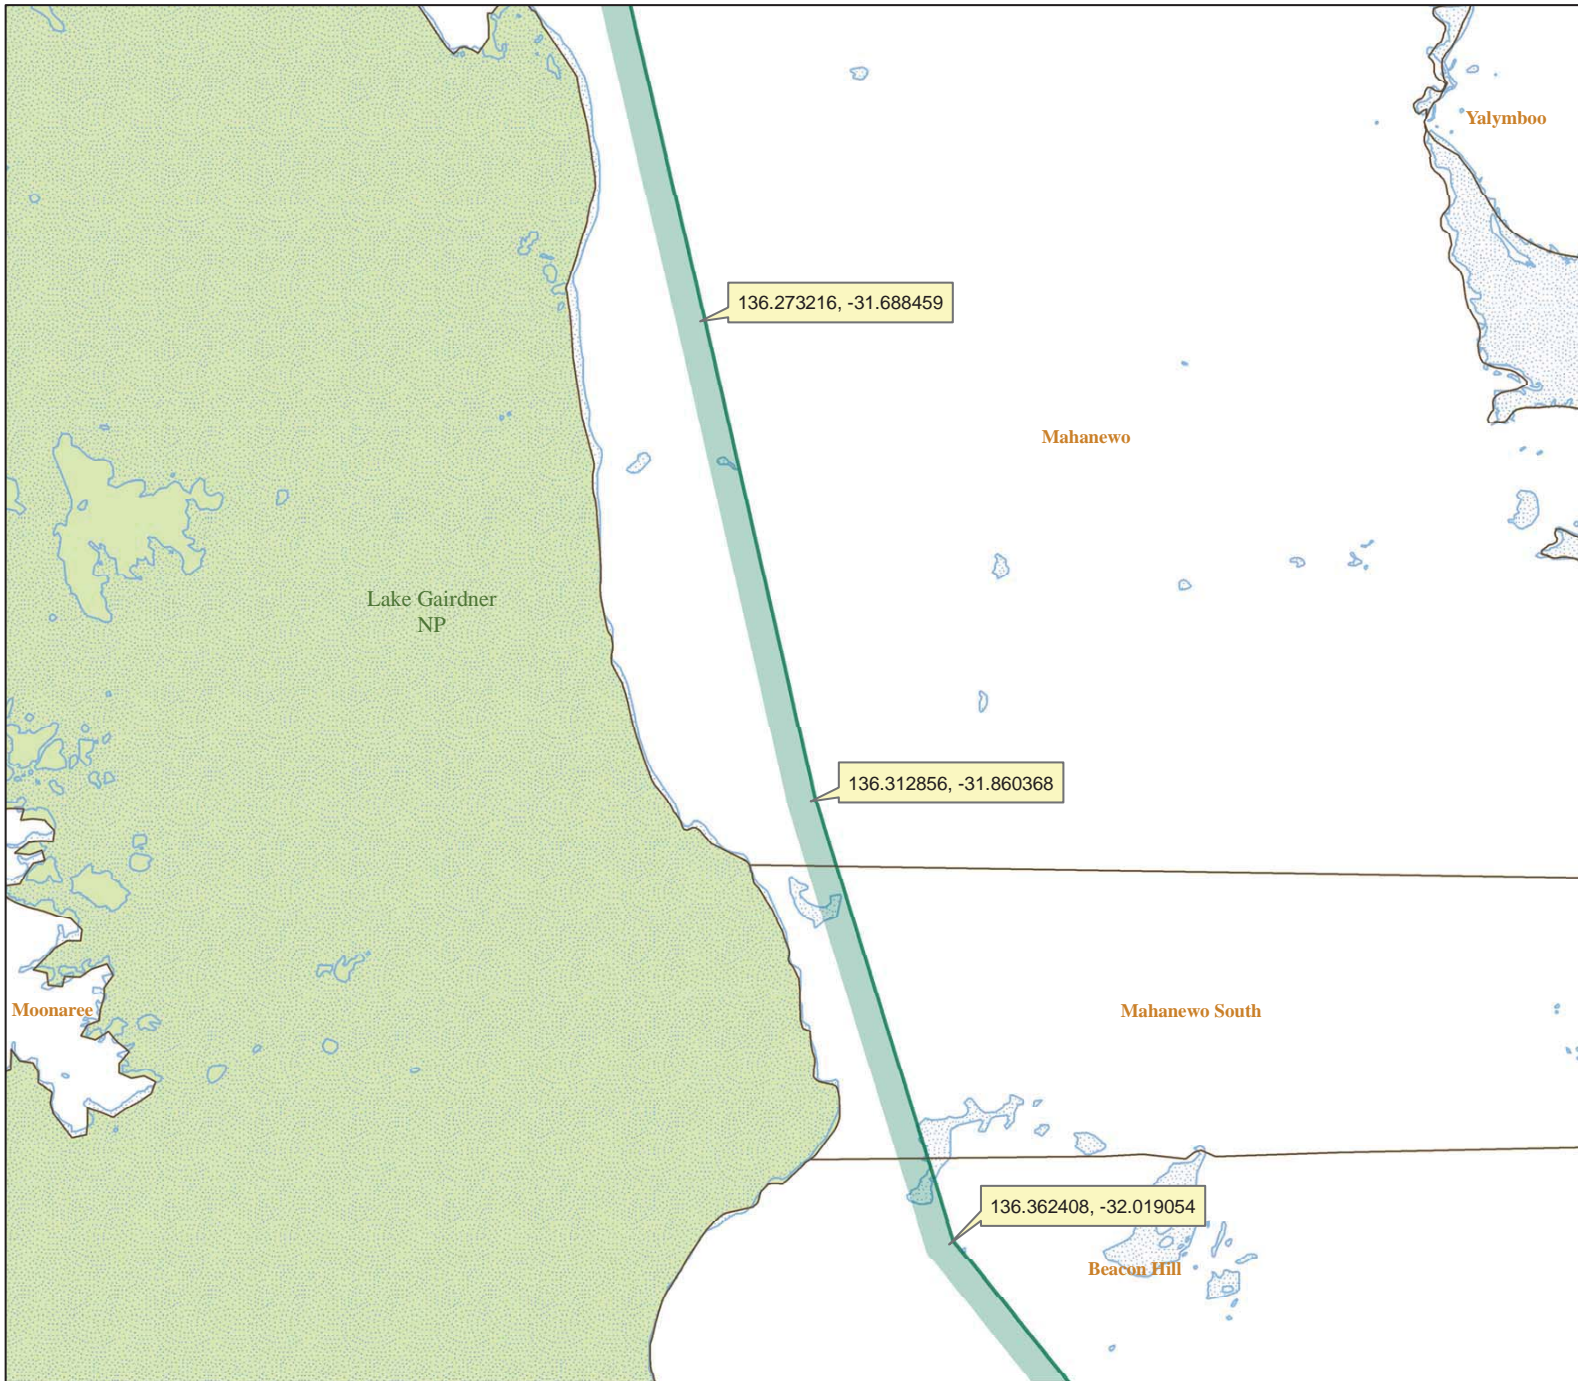 Yalymboo
136.273216, -31.688459
Mahanewo
Lake Gairdner
NP
136.312856, -31.860368
Moonaree
Mahanewo South
136.362408, -32.019054
Beacon Hill